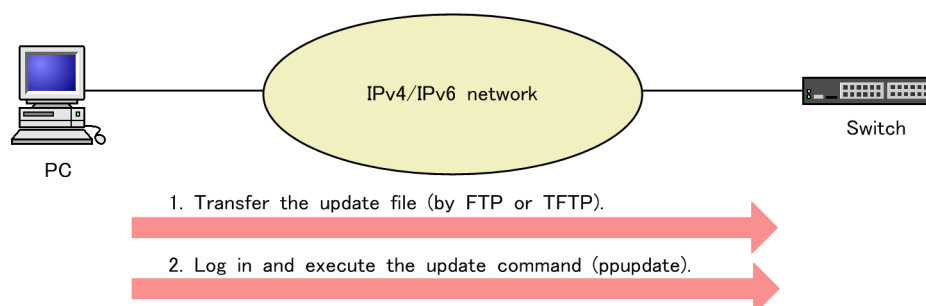 IPv4/IPv6 network
PC
Switch
1. Transfer the update file (by FTP or TFTP).
2. Log in and execute the update command (ppupdate).